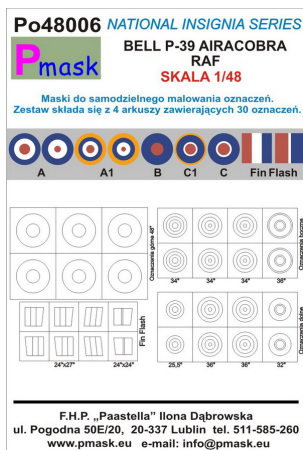 Po48006 NATIONAL INSIGNIA SERIES
Pmask
BELL P-39 AIRACOBRA
RAF
SKALA 1/48
Maski do samodzielnego malowania oznaczeń.
Zestaw składa się z 4 arkuszy zawierających 30 oznaczeń.
A A1 B C1 C Fin Flash
Oznaczenia górne 48"
34" 34" 34" 36"
Oznaczenia boczne
24"x27" 24"x24"
Fin Flash
25,5" 36" 36" 32"
Oznaczenia dolne
F.H.P. „Paastella” Ilona Dąbrowska
ul. Pogodna 50E/20, 20-337 Lublin tel. 511-585-260
www.pmask.eu e-mail: info@pmask.eu